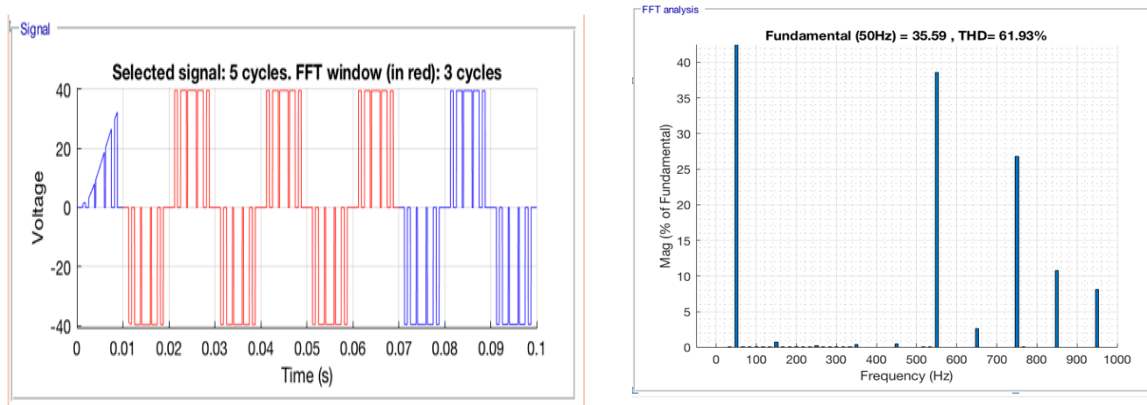 Signal
Selected signal: 5 cycles. FFT window (in red): 3 cycles
Voltage
40
20
0
-20
-40
0 0.01 0.02 0.03 0.04 0.05 0.06 0.07 0.08 0.09 0.1
Time (s)
FFT analysis
Fundamental (50Hz) = 35.59 , THD= 61.93%
Mag (% of Fundamental)
40
35
30
25
20
15
10
5
0
0 100 200 300 400 500 600 700 800 900 1000
Frequency (Hz)